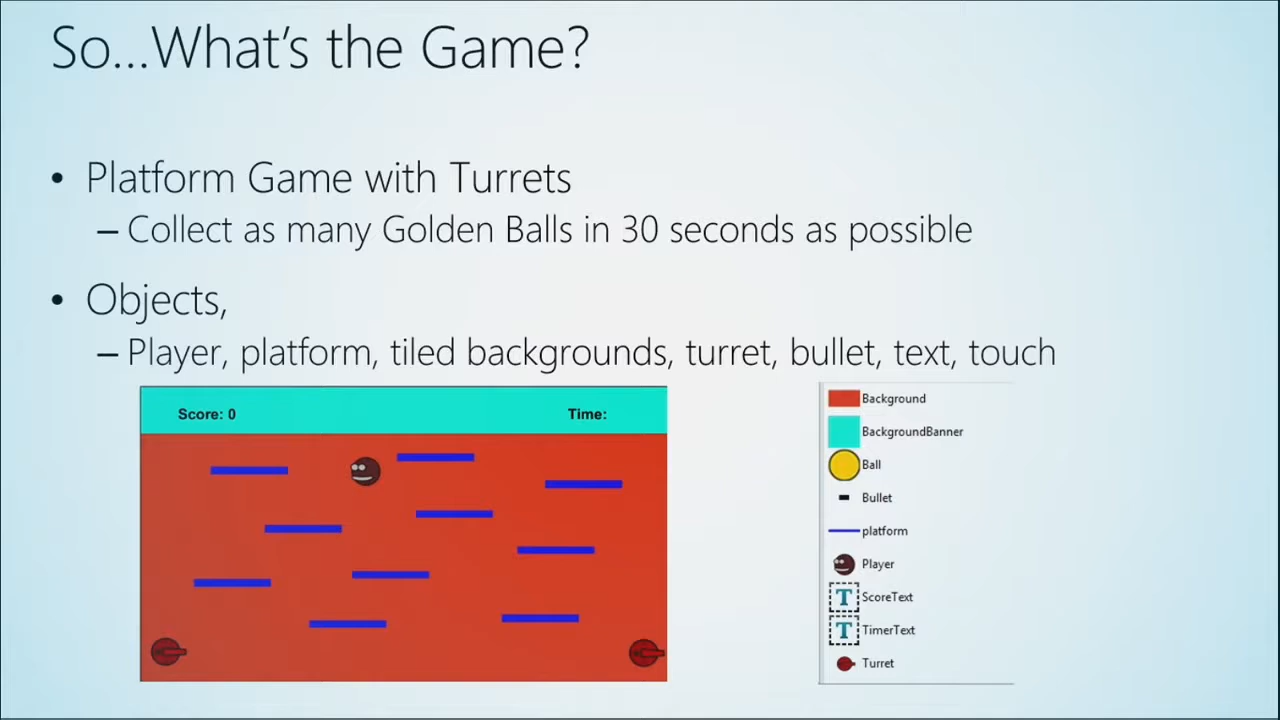 So...What's the Game?
• Platform Game with Turrets
– Collect as many Golden Balls in 30 seconds as possible
• Objects,
– Player, platform, tiled backgrounds, turret, bullet, text, touch
Score: 0 Time:
Background
BackgroundBanner
Ball
Bullet
platform
Player
T ScoreText
T TimerText
Turret